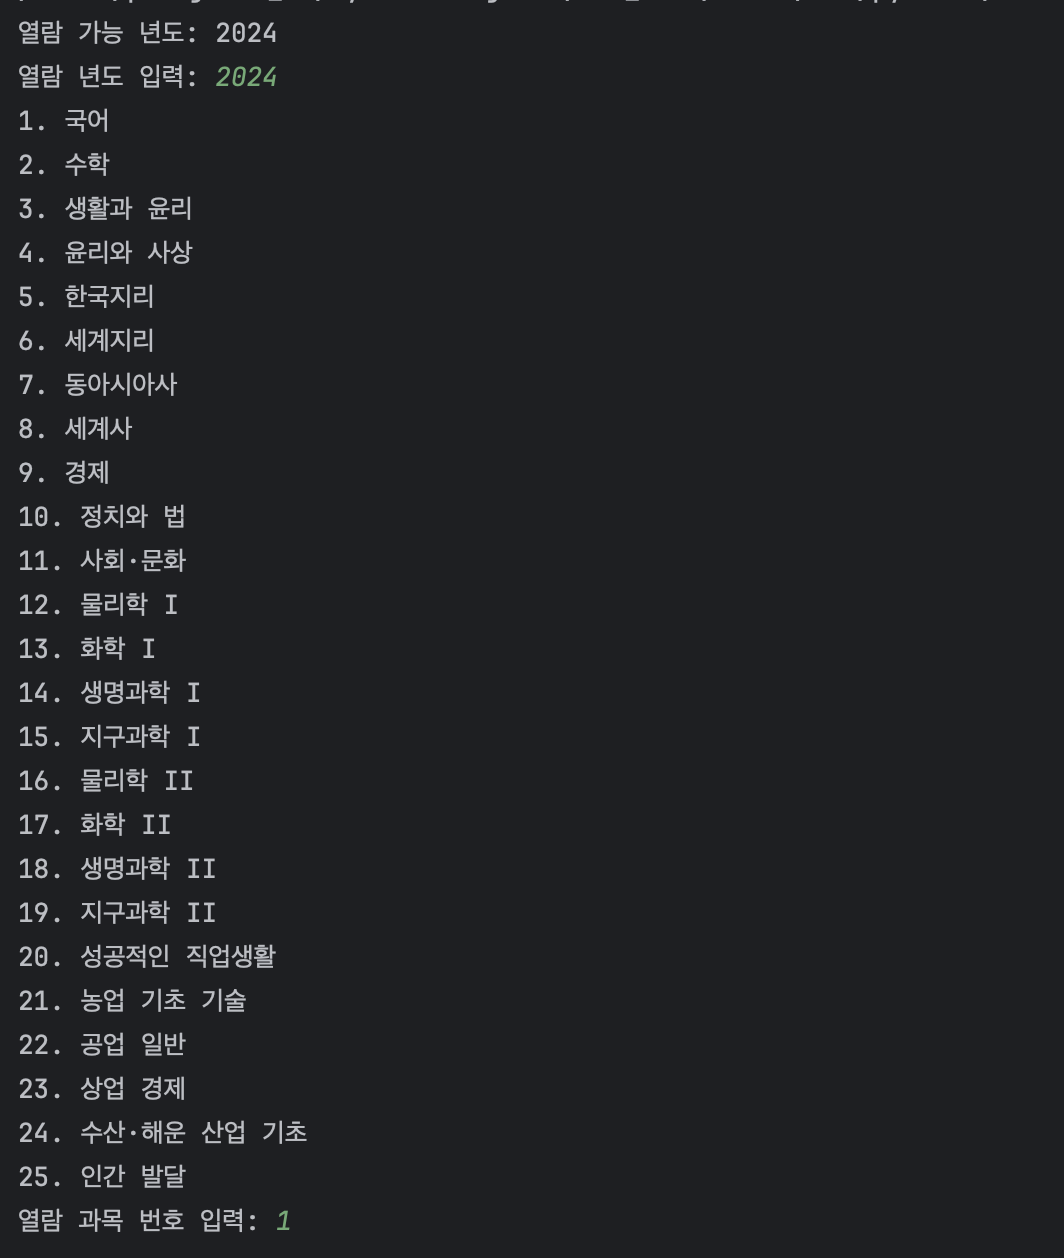 열람 가능 년도: 2024
열람 년도 입력: 2024
1. 국어
2. 수학
3. 생활과 윤리
4. 윤리와 사상
5. 한국지리
6. 세계지리
7. 동아시아사
8. 세계사
9. 경제
10. 정치와 법
11. 사회·문화
12. 물리학 I
13. 화학 I
14. 생명과학 I
15. 지구과학 I
16. 물리학 II
17. 화학 II
18. 생명과학 II
19. 지구과학 II
20. 성공적인 직업생활
21. 농업 기초 기술
22. 공업 일반
23. 상업 경제
24. 수산·해운 산업 기초
25. 인간 발달
열람 과목 번호 입력: 1